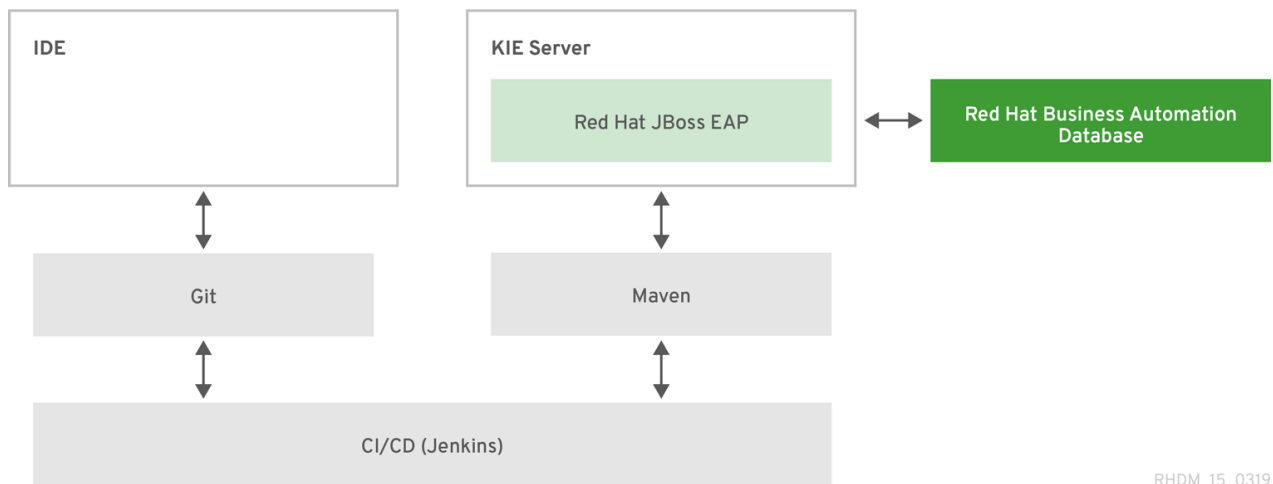 IDE
KIE Server
Red Hat JBoss EAP
Red Hat Business Automation
Database
Git
Maven
CI/CD (Jenkins)
RHDM_15_0319